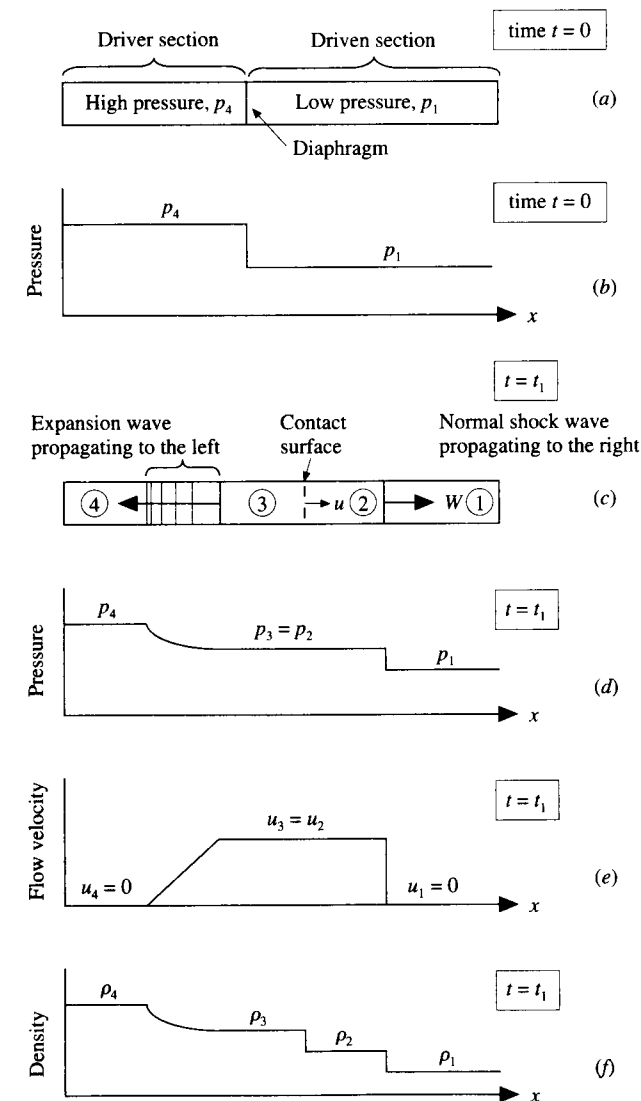 time t = 0
Driver section Driven section
High pressure, p₄ Low pressure, p₁ (a)
Diaphragm
time t = 0
Pressure
p₄
p₁
(b)
x
t = t₁
Expansion wave propagating to the left
Contact surface
Normal shock wave propagating to the right
④ ③ u ② W ① (c)
t = t₁
Pressure
p₄
p₃ = p₂
p₁
(d)
x
t = t₁
Flow velocity
u₃ = u₂
u₄ = 0
u₁ = 0
(e)
x
t = t₁
Density
ρ₄
ρ₃
ρ₂
ρ₁
(f)
x